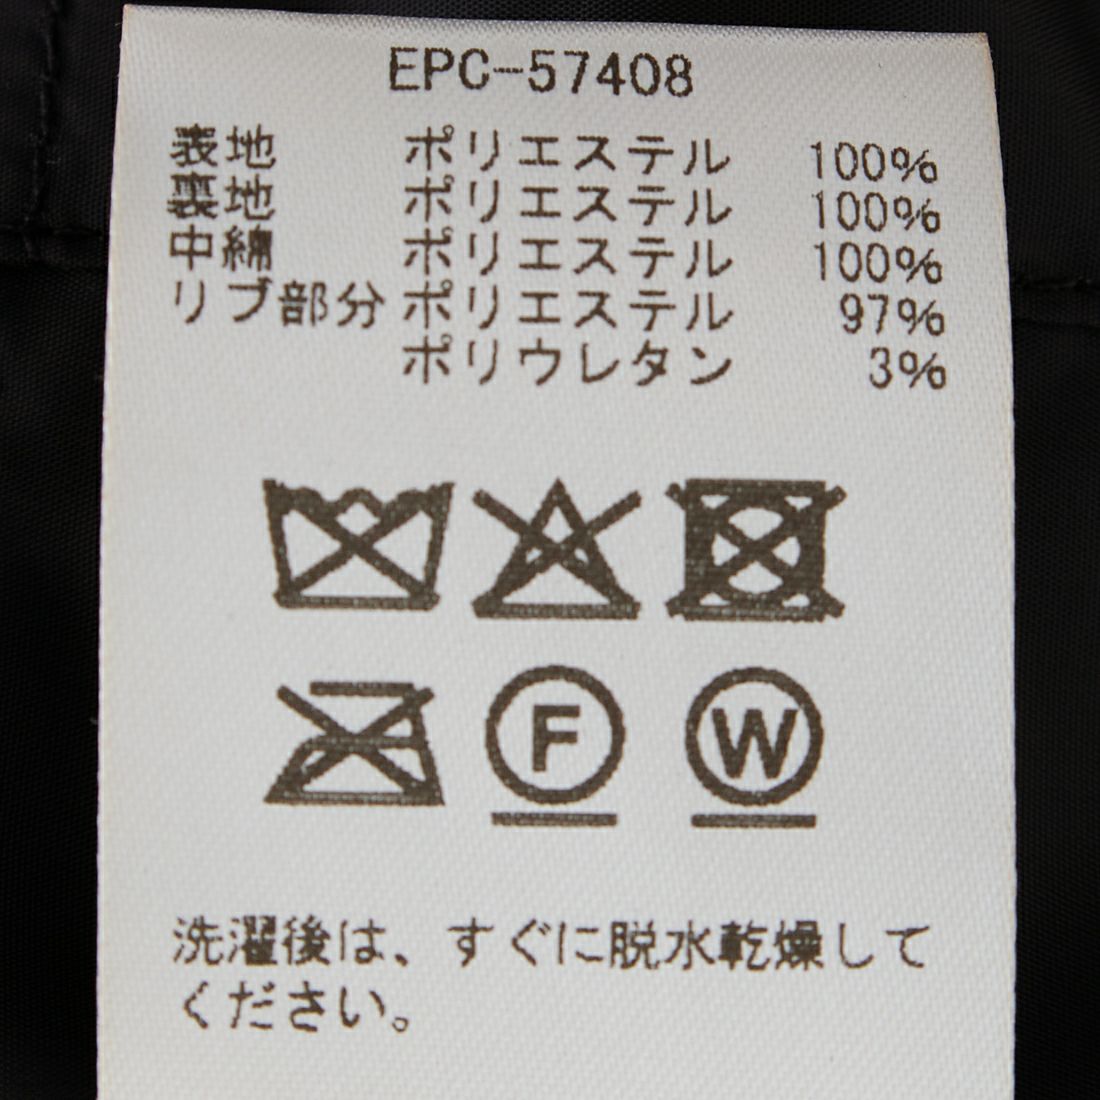 EPC-57408
表地 ポリエステル 100%
裏地 ポリエステル 100%
中綿 ポリエステル 100%
リブ部分 ポリエステル 97%
ポリウレタン 3%
F W
洗濯後は、すぐに脱水乾燥して
ください。